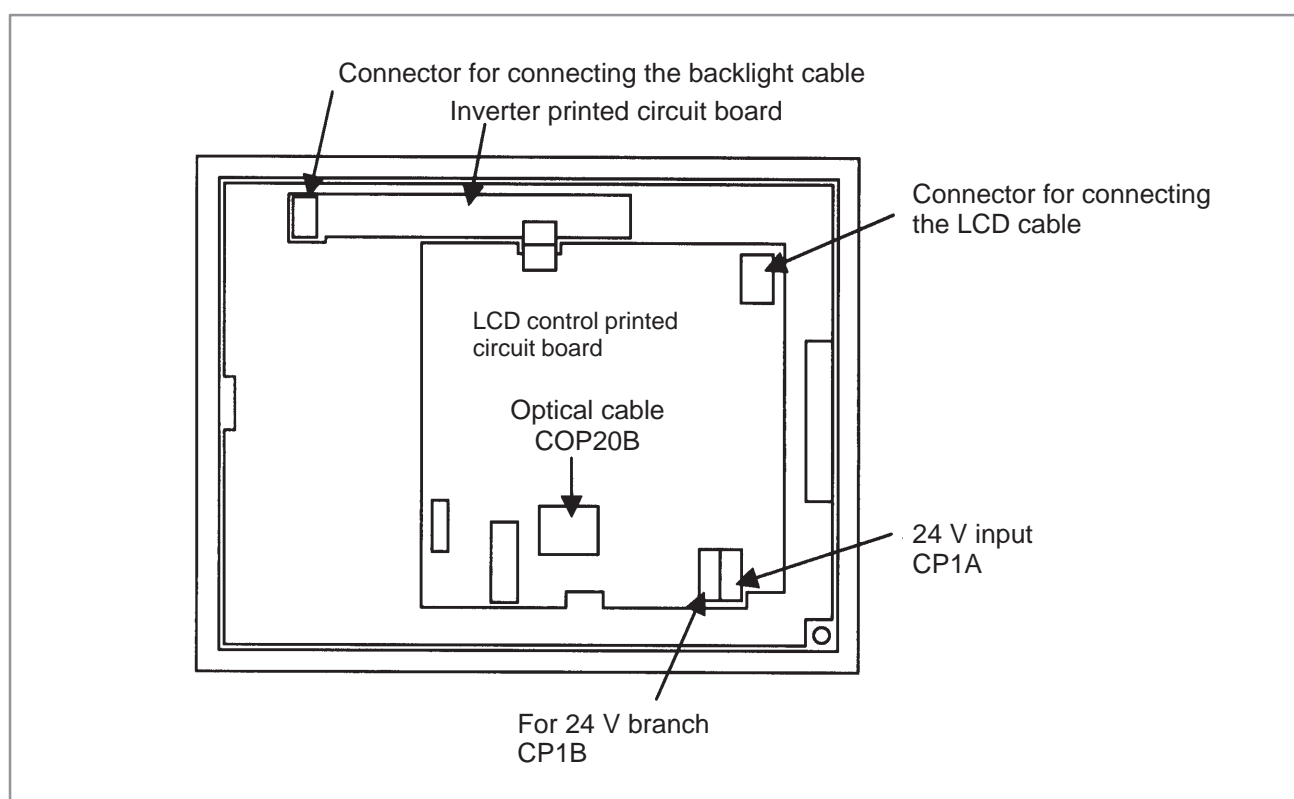 Connector for connecting the backlight cable
Inverter printed circuit board
Connector for connecting
the LCD cable
LCD control printed
circuit board
Optical cable
COP20B
24 V input
CP1A
For 24 V branch
CP1B